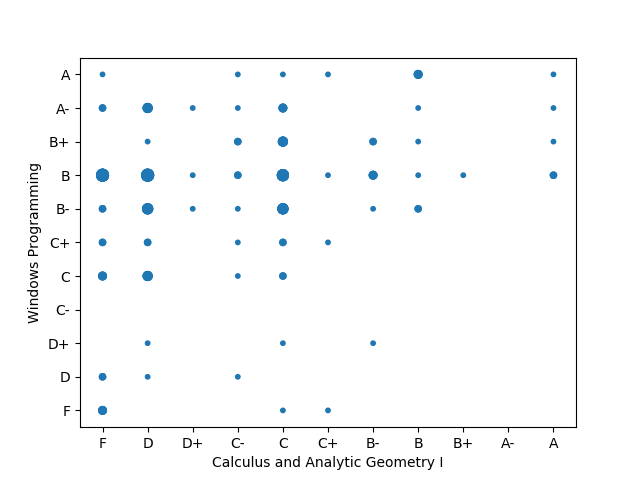 A
A-
B+
B
B-
C+
C
C-
D+
D
F
Windows Programming
F D D+ C- C C+ B- B B+ A- A
Calculus and Analytic Geometry I